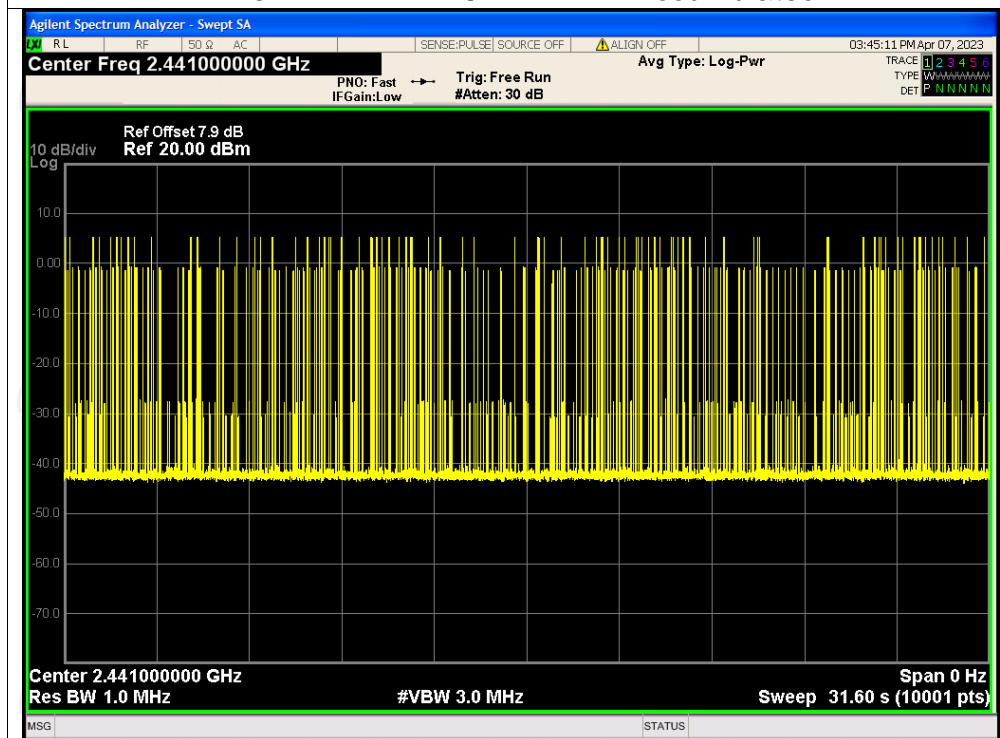 Agilent Spectrum Analyzer - Swept SA
LXI RL RF 50 Ω AC SENSE:PULSE SOURCE OFF ALIGN OFF 03:45:11 PM Apr 07, 2023
Center Freq 2.441000000 GHz Avg Type: Log-Pwr TRACE 1 2 3 4 5 6
PNO: Fast Trig: Free Run TYPE W
IFGain:Low #Atten: 30 dB DET P N N N N N
Ref Offset 7.9 dB
10 dB/div Ref 20.00 dBm
Log
10.0
0.00
-10.0
-20.0
-30.0
-40.0
-50.0
-60.0
-70.0
Center 2.441000000 GHz Span 0 Hz
Res BW 1.0 MHz #VBW 3.0 MHz Sweep 31.60 s (10001 pts)
MSG STATUS